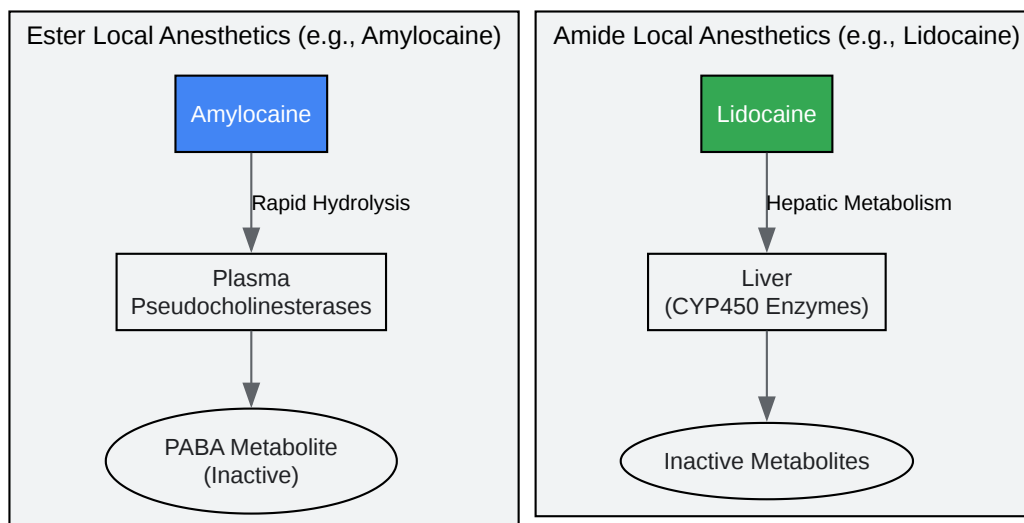 Ester Local Anesthetics (e.g., Amylocaine)
Amylocaine
Rapid Hydrolysis
Plasma
Pseudocholinesterases
PABA Metabolite
(Inactive)
Amide Local Anesthetics (e.g., Lidocaine)
Lidocaine
Hepatic Metabolism
Liver
(CYP450 Enzymes)
Inactive Metabolites